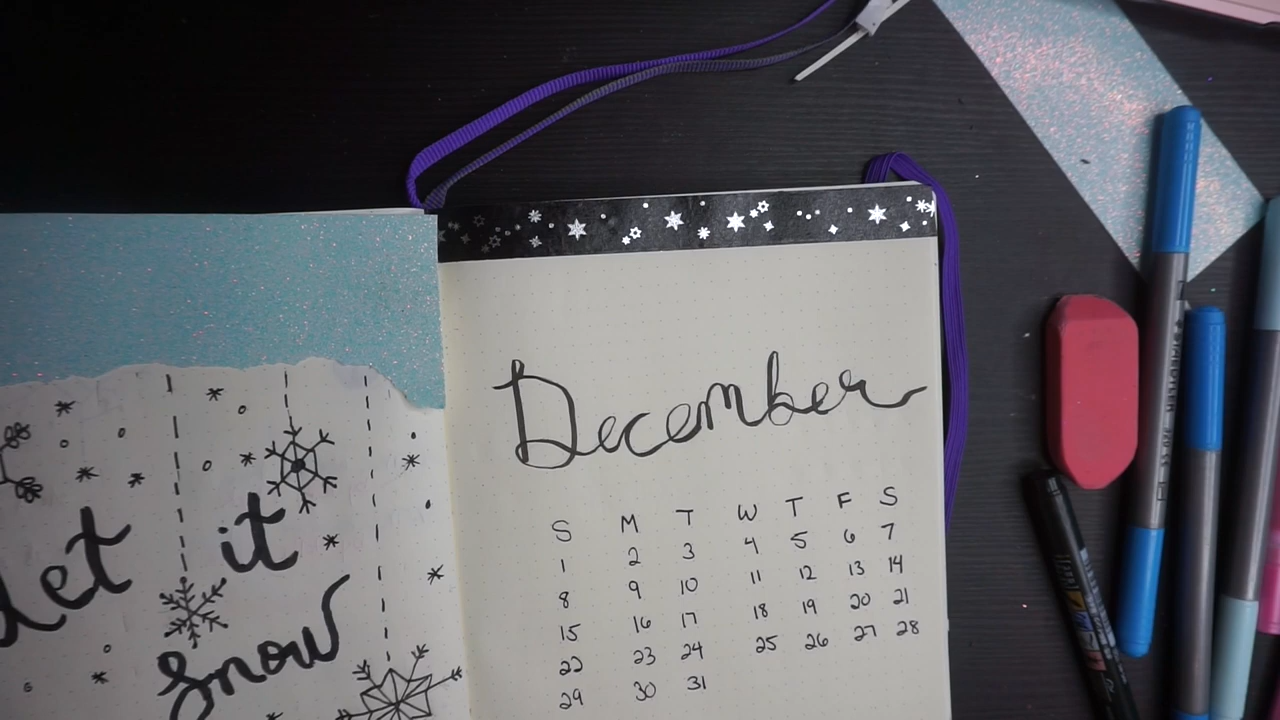 Let it
Snow
December
S M T W T F S
1 2 3 4 5 6 7
8 9 10 11 12 13 14
15 16 17 18 19 20 21
22 23 24 25 26 27 28
29 30 31